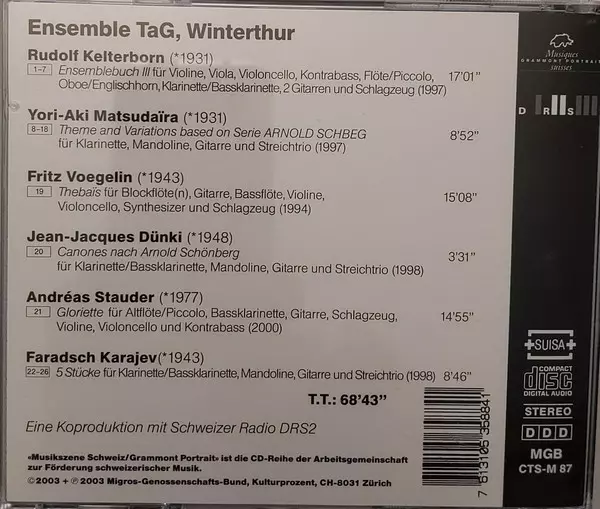 Ensemble TaG, Winterthur
Rudolf Kelterborn (*1931)
1–7 Ensemblebuch III für Violine, Viola, Violoncello, Kontrabass, Flöte/Piccolo, 17'01"
Oboe/Englischhorn, Klarinette/Bassklarinette, 2 Gitarren und Schlagzeug (1997)
Yori-Aki Matsudaïra (*1931)
8–18 Theme and Variations based on Serie ARNOLD SCHBEG 8'52"
für Klarinette, Mandoline, Gitarre und Streichtrio (1997)
Fritz Voegelin (*1943)
19 Thebaïs für Blockflöte(n), Gitarre, Bassflöte, Violine, 15'08"
Violoncello, Synthesizer und Schlagzeug (1994)
Jean-Jacques Dünki (*1948)
20 Canones nach Arnold Schönberg 3'31"
für Klarinette/Bassklarinette, Mandoline, Gitarre und Streichtrio (1998)
Andréas Stauder (*1977)
21 Gloriette für Altflöte/Piccolo, Bassklarinette, Gitarre, Schlagzeug, 14'55"
Violine, Violoncello und Kontrabass (2000)
Faradsch Karajev (*1943)
22-26 5 Stücke für Klarinette/Bassklarinette, Mandoline, Gitarre und Streichtrio (1998) 8'46"
T.T.: 68'43"
Eine Koproduktion mit Schweizer Radio DRS2
«Musikszene Schweiz/Grammont Portrait» ist die CD-Reihe der Arbeitsgemeinschaft
zur Förderung schweizerischer Musik.
©2003 + ℗2003 Migros-Genossenschafts-Bund, Kulturprozent, CH-8031 Zürich
7 613105 358841
Musiques
GRAMMONT PORTRAIT
suisses
D R S
+SUISA+
COMPACT
disc
DIGITAL AUDIO
STEREO
D D D
MGB
CTS-M 87